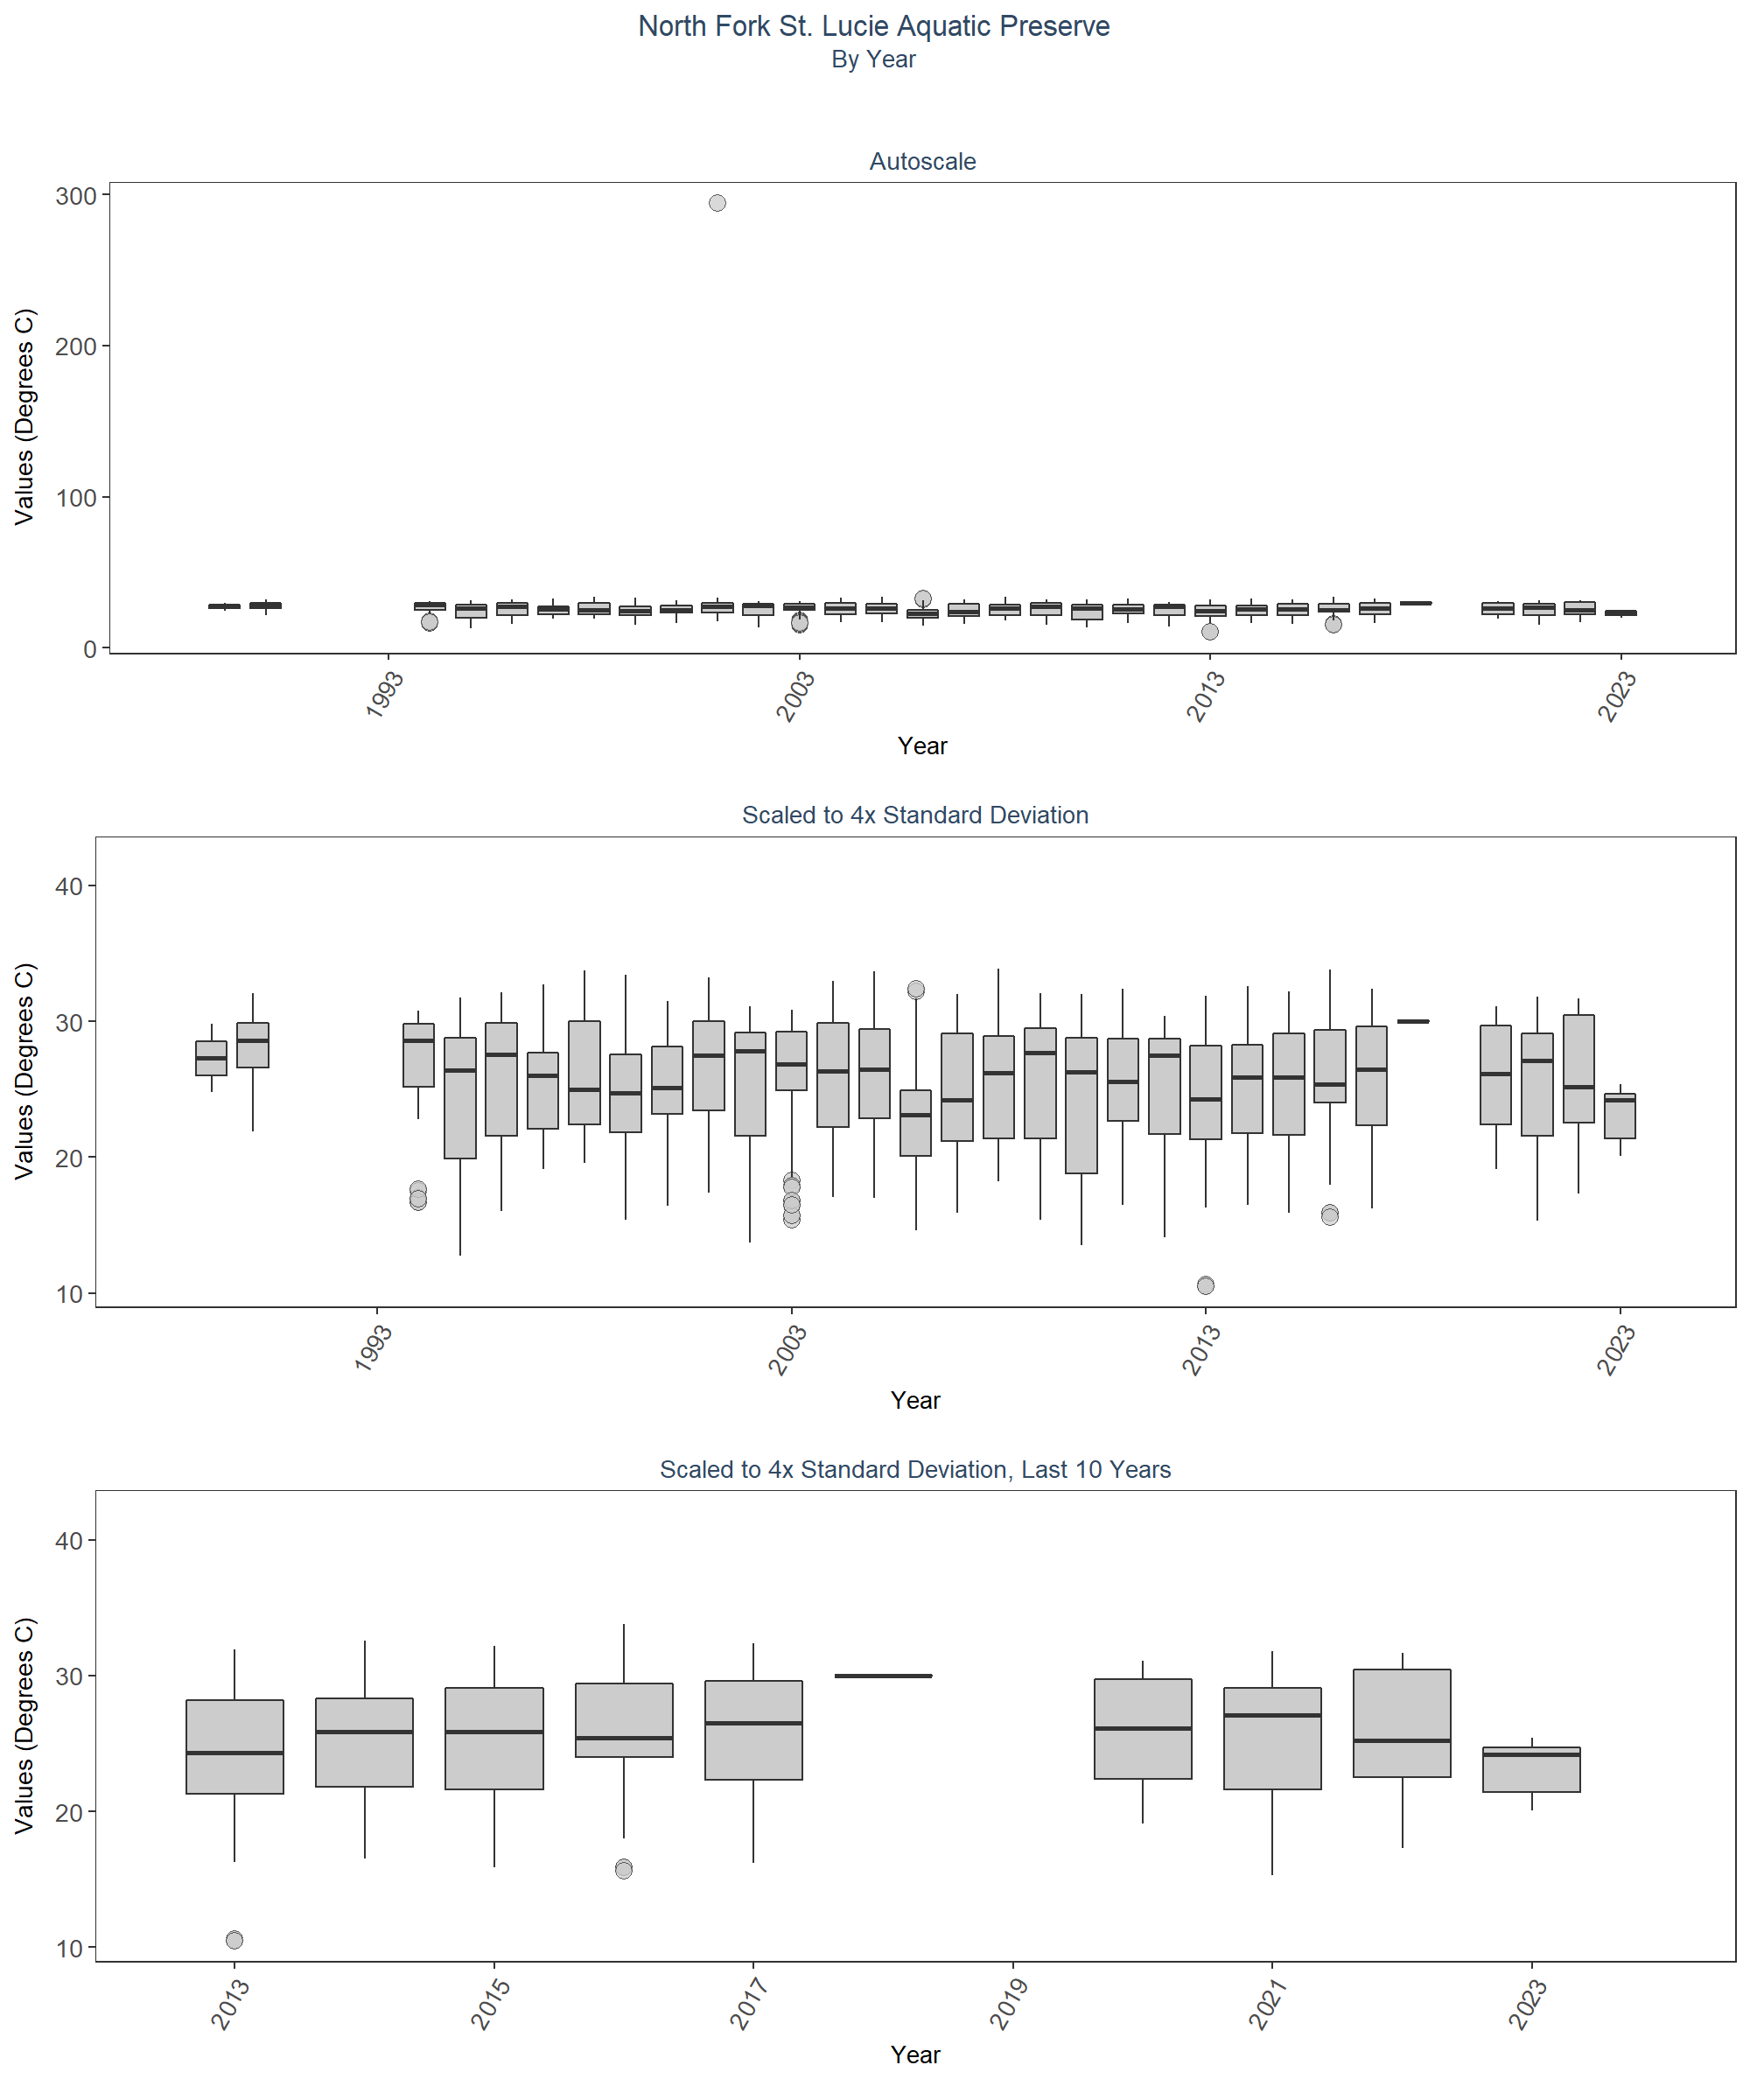 North Fork St. Lucie Aquatic Preserve
By Year
Autoscale
Values (Degrees C)
300
200
100
0
1993
2003
2013
2023
Year
Scaled to 4x Standard Deviation
Values (Degrees C)
40
30
20
10
1993
2003
2013
2023
Year
Scaled to 4x Standard Deviation, Last 10 Years
Values (Degrees C)
40
30
20
10
2013
2015
2017
2019
2021
2023
Year